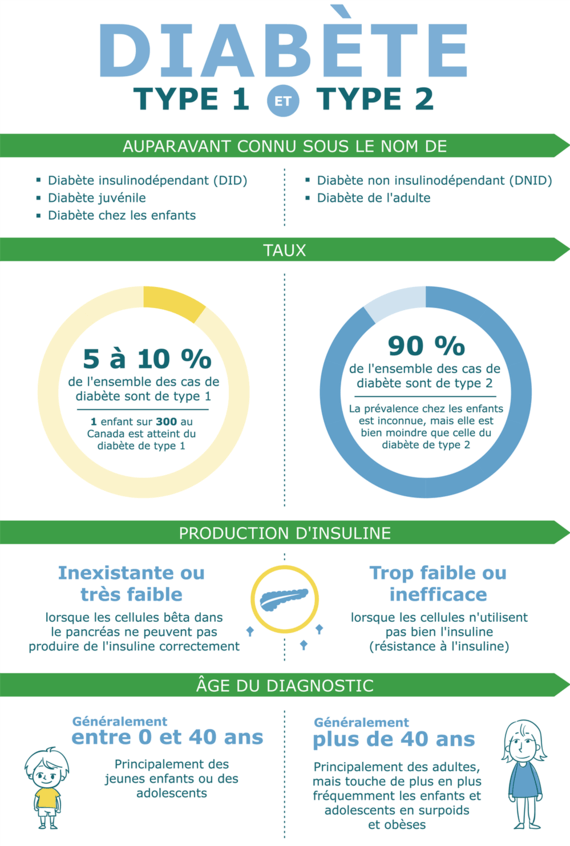 DIABÈTE
TYPE 1 ET TYPE 2
AUPARAVANT CONNU SOUS LE NOM DE
▪ Diabète insulinodépendant (DID)
▪ Diabète juvénile
▪ Diabète chez les enfants
▪ Diabète non insulinodépendant (DNID)
▪ Diabète de l'adulte
TAUX
5 à 10 %
de l'ensemble des cas de
diabète sont de type 1
1 enfant sur 300 au
Canada est atteint du
diabète de type 1
90 %
de l'ensemble des cas de
diabète sont de type 2
La prévalence chez les enfants
est inconnue, mais elle est
bien moindre que celle du
diabète de type 2
PRODUCTION D'INSULINE
Inexistante ou
très faible
lorsque les cellules bêta dans
le pancréas ne peuvent pas
produire de l'insuline correctement
Trop faible ou
inefficace
lorsque les cellules n'utilisent
pas bien l'insuline
(résistance à l'insuline)
ÂGE DU DIAGNOSTIC
Généralement
entre 0 et 40 ans
Principalement des
jeunes enfants ou des
adolescents
Généralement
plus de 40 ans
Principalement des adultes,
mais touche de plus en plus
fréquemment les enfants et
adolescents en surpoids
et obèses